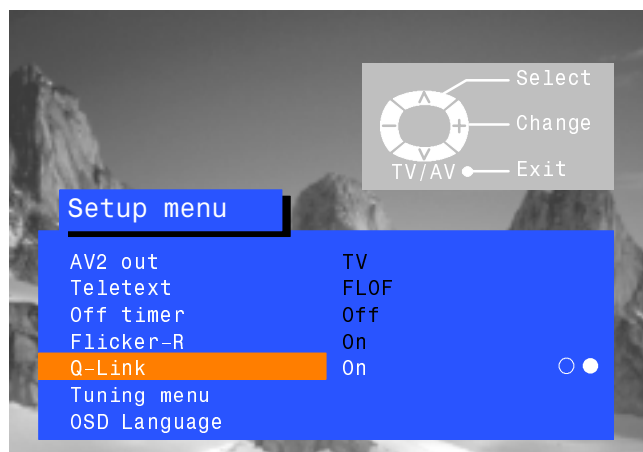 Select
Change
TV/AV Exit
Setup menu
AV2 out TV
Teletext FLOF
Off timer Off
Flicker-R On
Q-Link On
Tuning menu
OSD Language